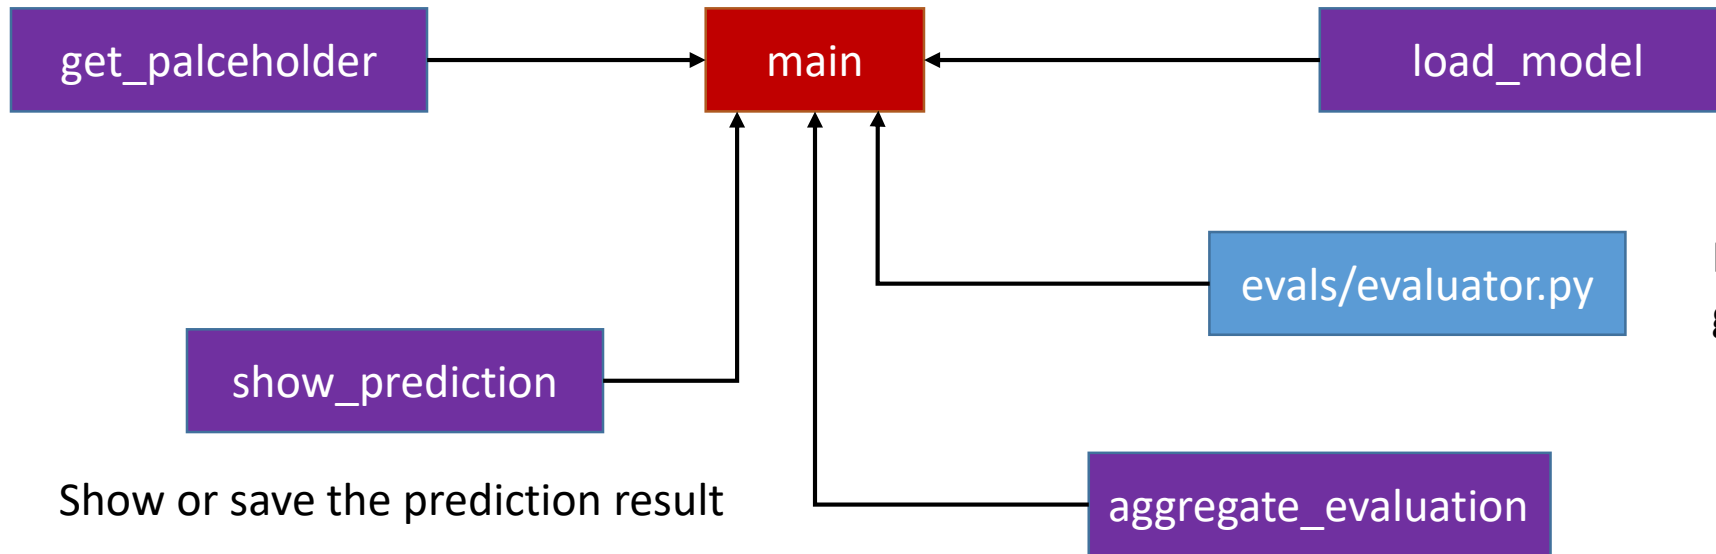 get_palceholder
main
load_model
evals/evaluator.py
show_prediction
Show or save the prediction result
aggregate_evaluation